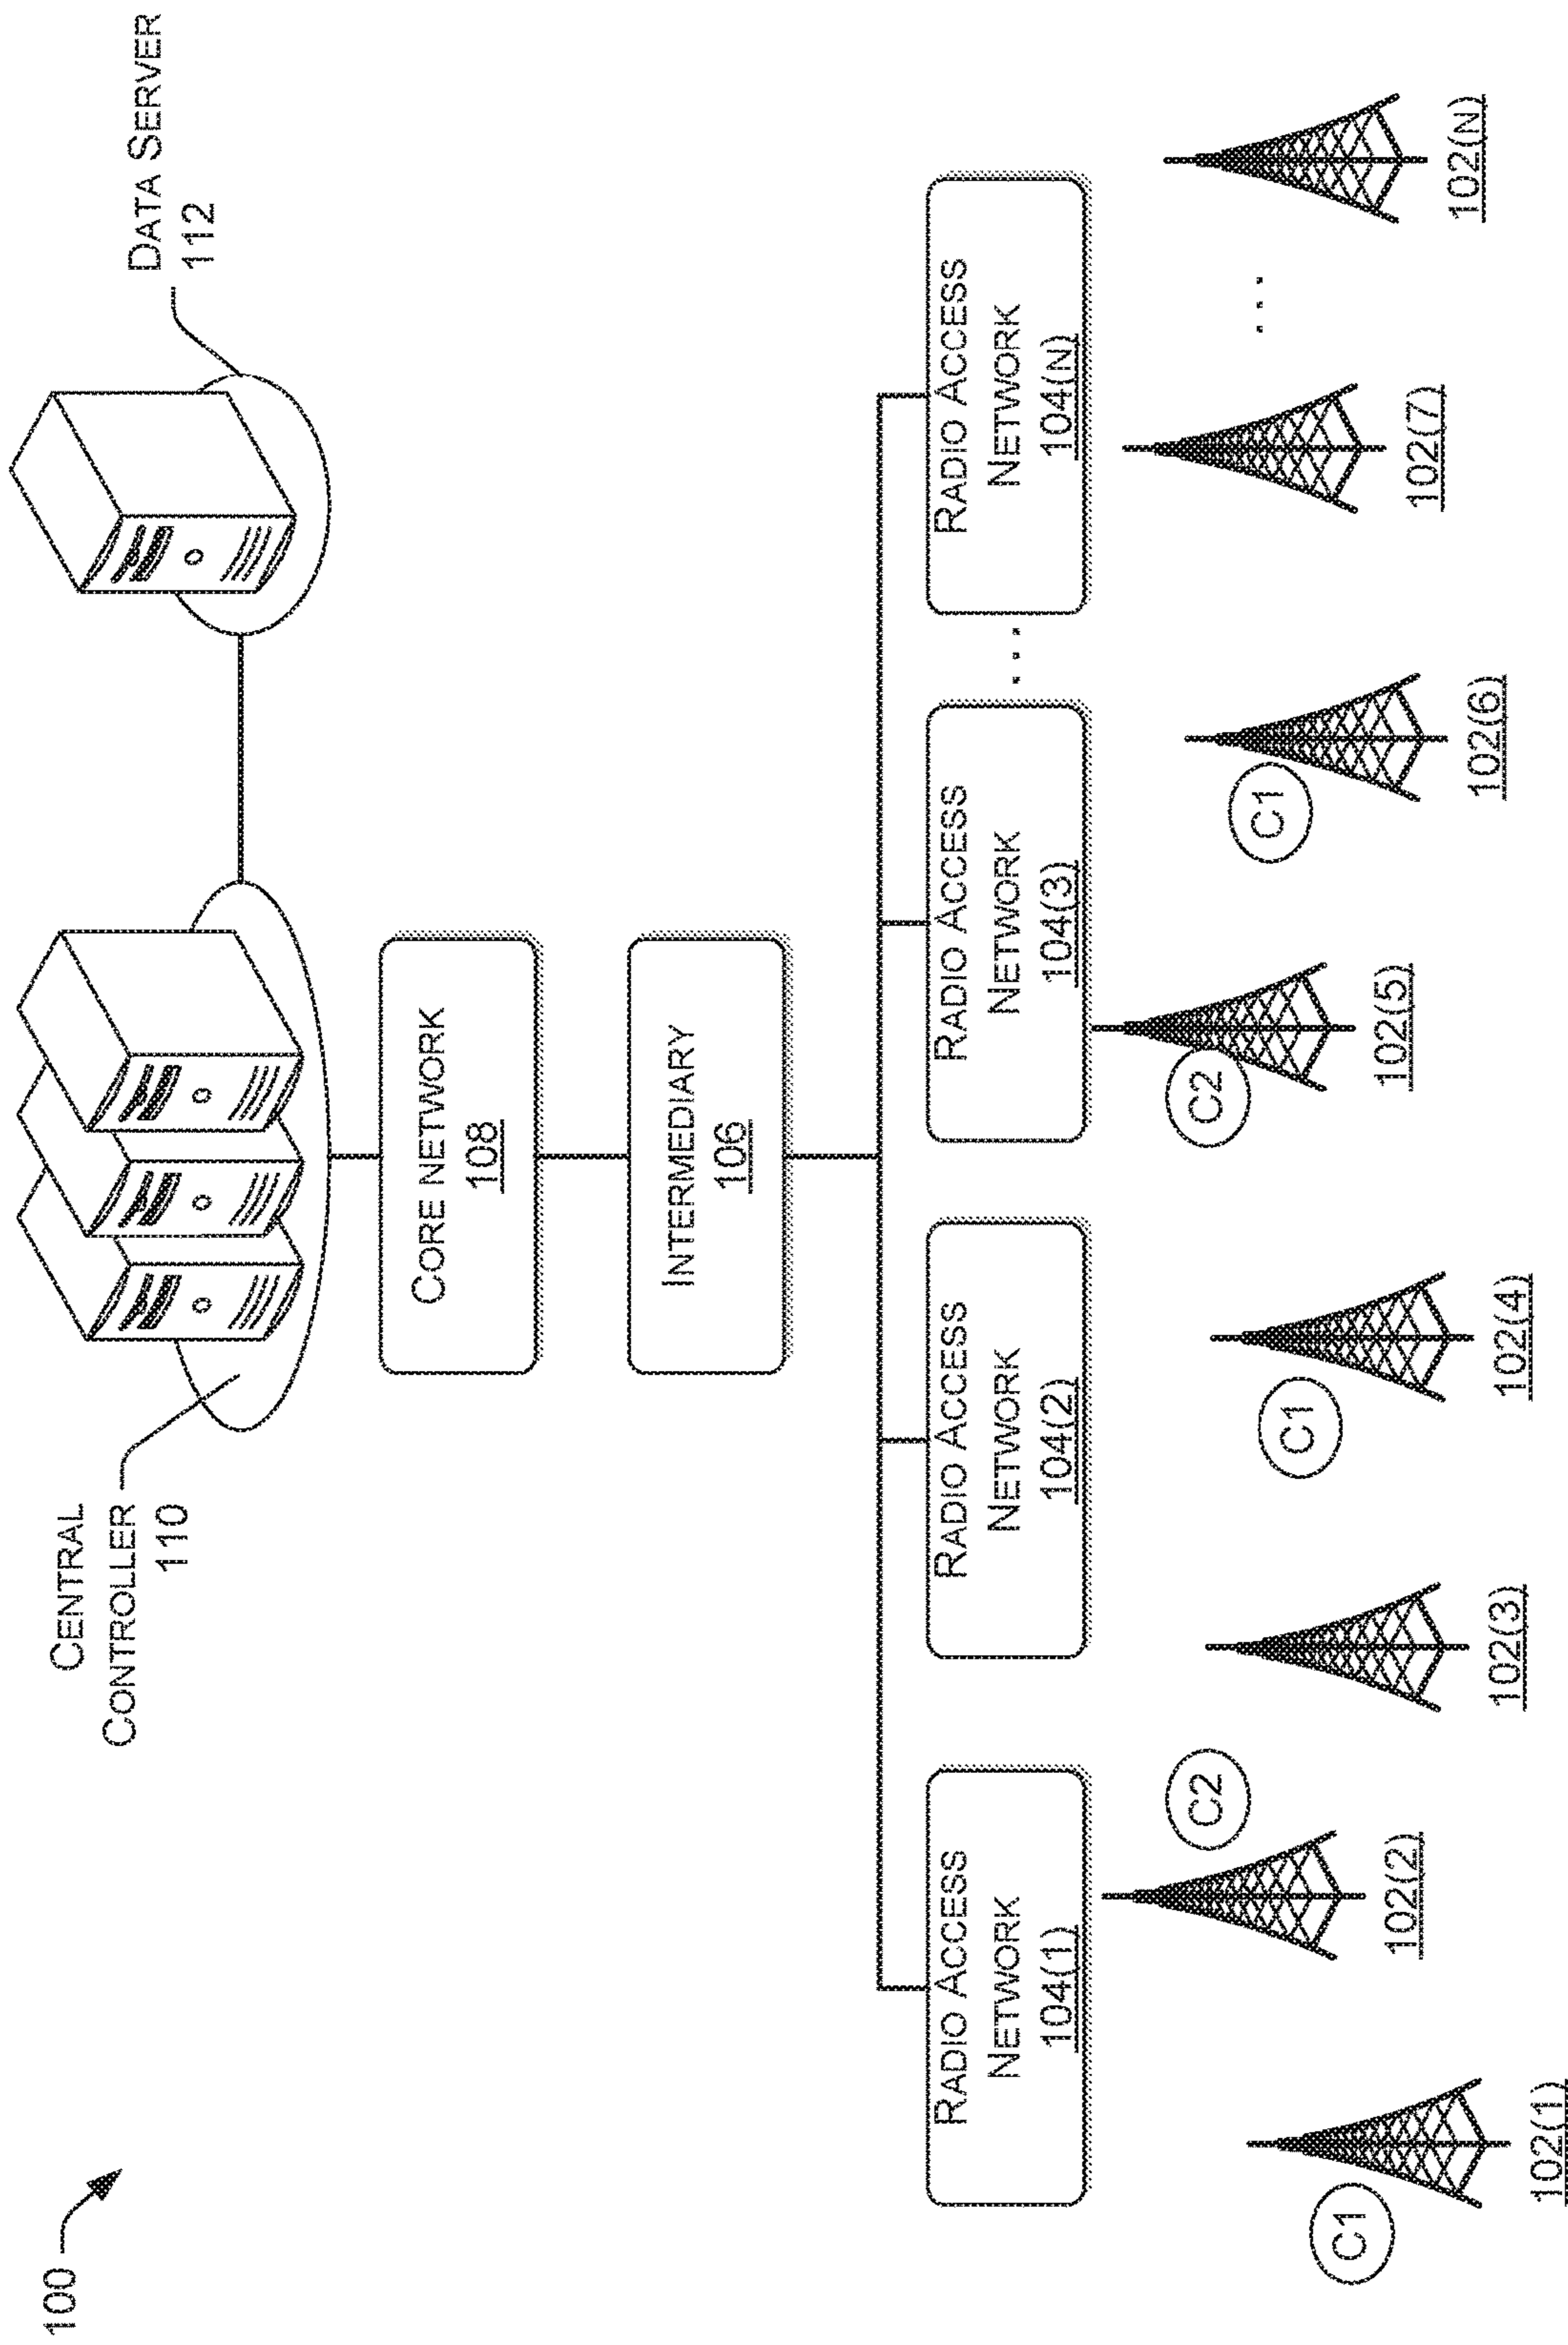 100
CENTRAL
CONTROLLER
110
DATA SERVER
112
CORE NETWORK
108
INTERMEDIARY
106
RADIO ACCESS
NETWORK
104(1)
RADIO ACCESS
NETWORK
104(2)
RADIO ACCESS
NETWORK
104(3)
...
RADIO ACCESS
NETWORK
104(N)
C1
102(1)
C2
102(2)
102(3)
C1
102(4)
C2
102(5)
C1
102(6)
102(7)
...
102(N)